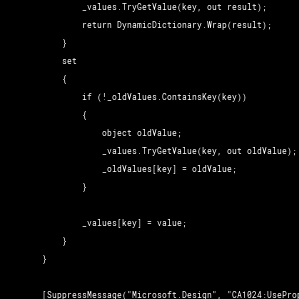 _values.TryGetValue(key, out result);
return DynamicDictionary.Wrap(result);
}
set
{
if (!_oldValues.ContainsKey(key))
{
object oldValue;
_values.TryGetValue(key, out oldValue);
_oldValues[key] = oldValue;
}
_values[key] = value;
}
}
[SuppressMessage("Microsoft.Design", "CA1024:UseProp